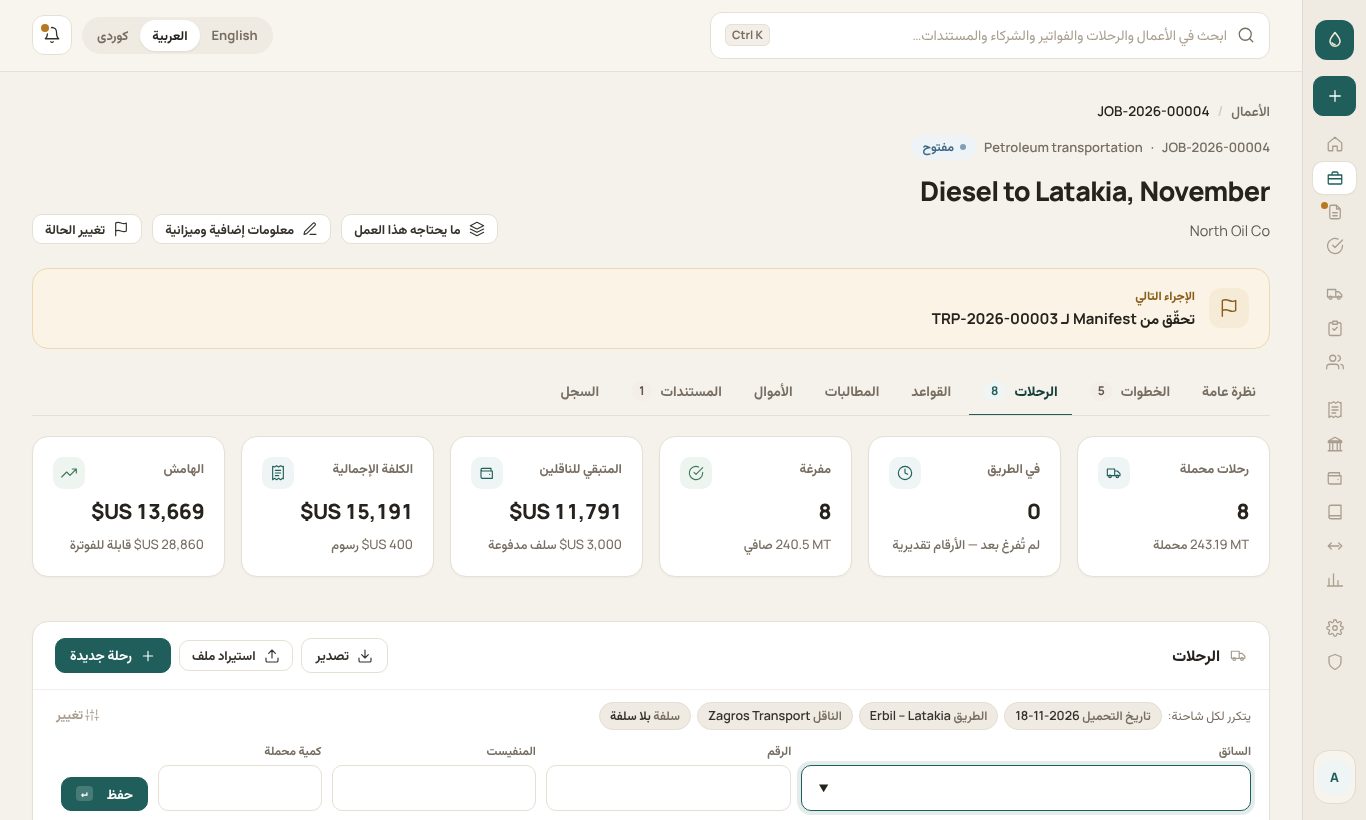 ابحث في الأعمال والرحلات والفواتير والشركاء والمستندات...
Ctrl K
English
العربية
کوردی
الأعمال / JOB-2026-00004
JOB-2026-00004 · Petroleum transportation
مفتوح
Diesel to Latakia, November
North Oil Co
ما يحتاجه هذا العمل
معلومات إضافية وميزانية
تغيير الحالة
الإجراء التالي
تحقّق من Manifest لـ TRP-2026-00003
نظرة عامة
الخطوات 5
الرحلات 8
القواعد
المطالبات
الأموال
المستندات 1
السجل
رحلات محملة
8
243.19 MT محملة
في الطريق
0
لم تُفرغ بعد — الأرقام تقديرية
مفرغة
8
240.5 MT صافي
المتبقي للناقلين
$US 11,791
$US 3,000 سلف مدفوعة
الكلفة الإجمالية
$US 15,191
$US 400 رسوم
الهامش
$US 13,669
$US 28,860 قابلة للفوترة
الرحلات
تصدير
استيراد ملف
رحلة جديدة
يتكرر لكل شاحنة:
تاريخ التحميل 18-11-2026
الطريق Erbil – Latakia
الناقل Zagros Transport
سلفة بلا سلفة
تغيير
السائق
الرقم
المنفيست
كمية محملة
حفظ ↵
A